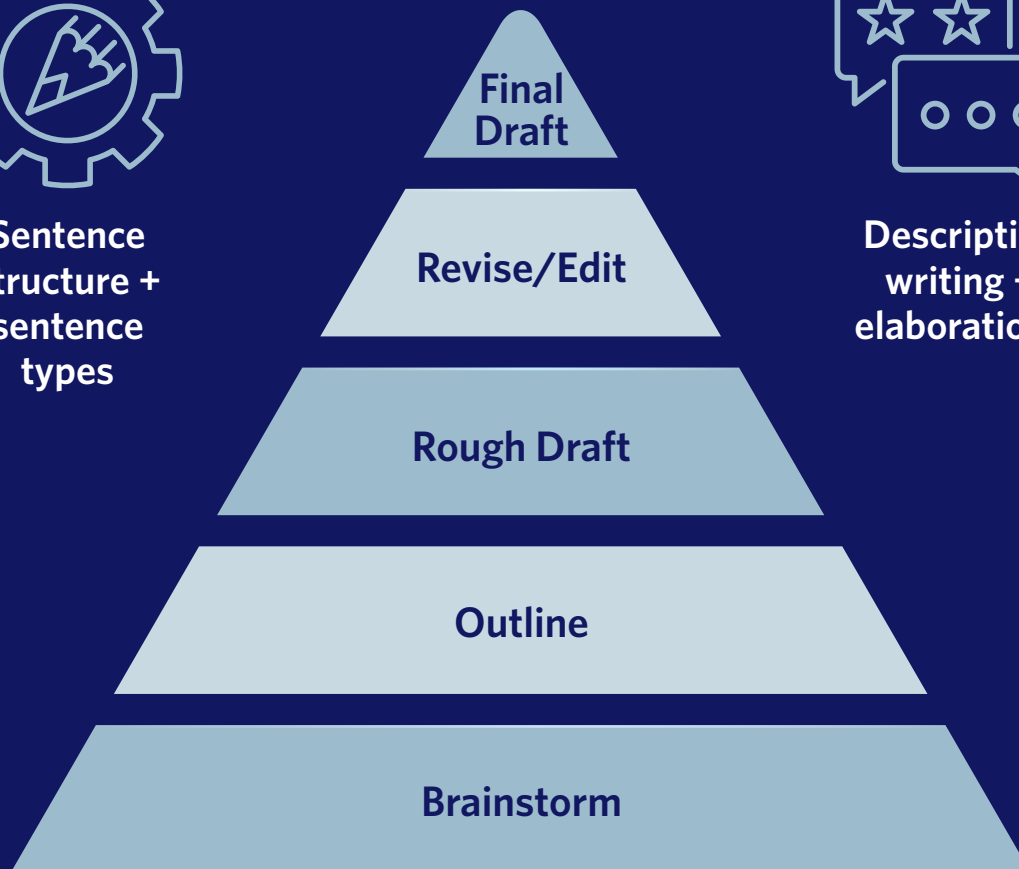 Final
Draft
Revise/Edit
Rough Draft
Outline
Brainstorm
Sentence
tructure +
sentence
types
Descripti
writing
elaboratio